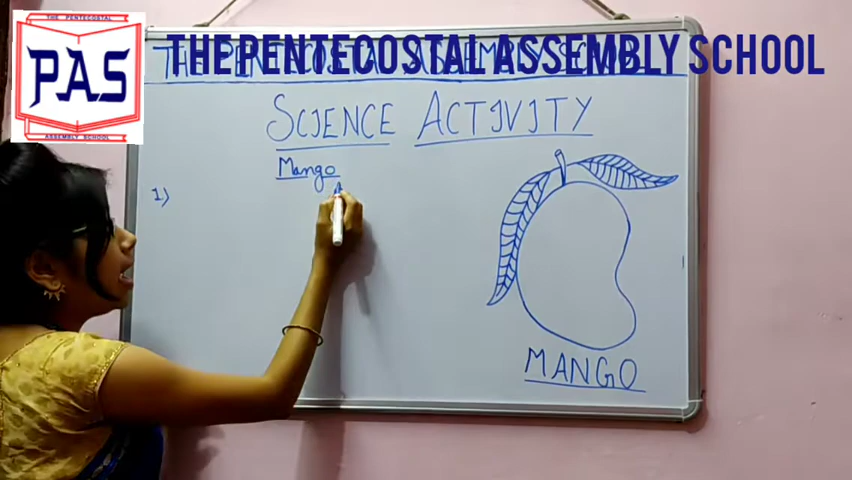 THE PENTECOSTAL
PAS
ASSEMBLY SCHOOL
THE PENTECOSTAL ASSEMBLY SCHOOL
SCIENCE ACTIVITY
Mango
1)
MANGO